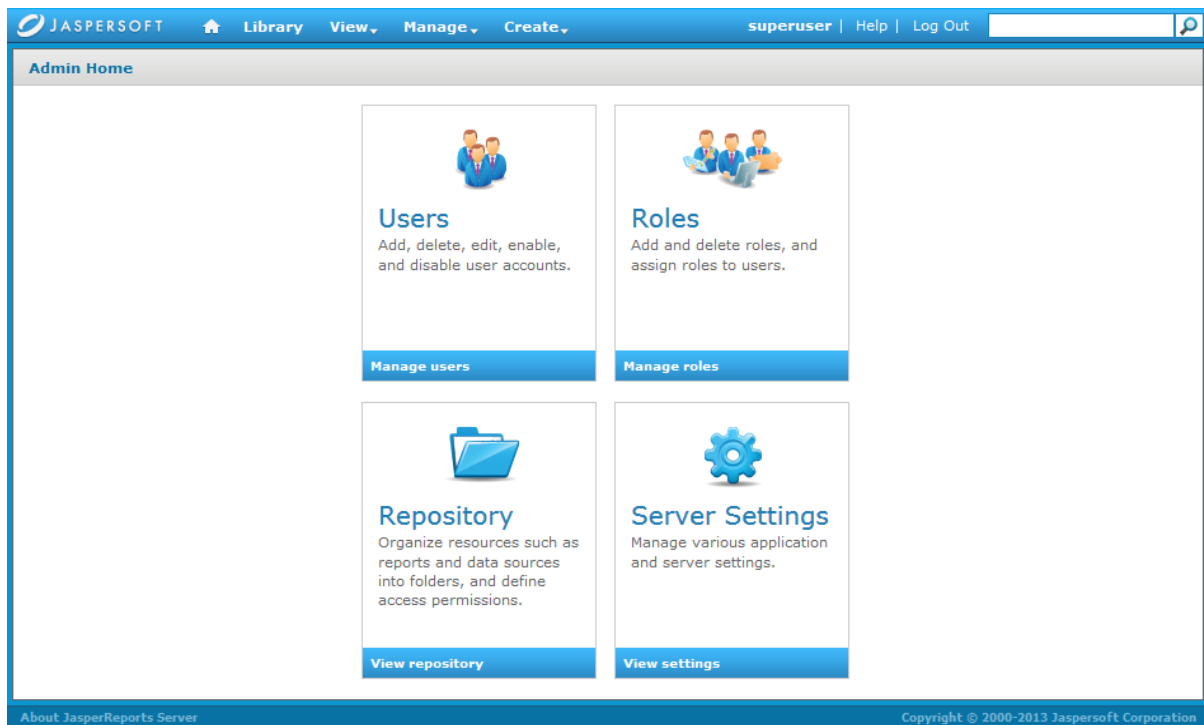 JASPERSOFT Library View Manage Create superuser | Help | Log Out
Admin Home
Users
Add, delete, edit, enable,
and disable user accounts.
Manage users
Roles
Add and delete roles, and
assign roles to users.
Manage roles
Repository
Organize resources such as
reports and data sources
into folders, and define
access permissions.
View repository
Server Settings
Manage various application
and server settings.
View settings
About JasperReports Server Copyright © 2000-2013 Jaspersoft Corporation